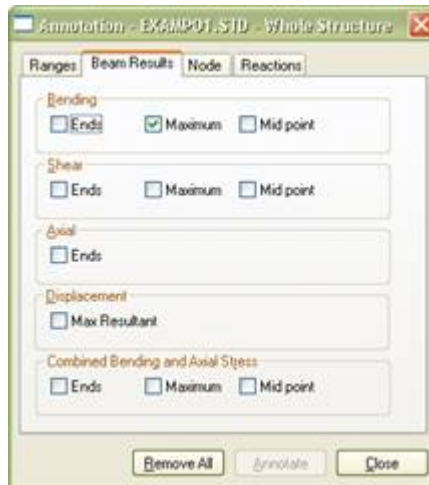 Annotation - EXAMP01.STD - Whole Structure
Ranges Beam Results Node Reactions
Bending
Ends Maximum Mid point
Shear
Ends Maximum Mid point
Axial
Ends
Displacement
Max Resultant
Combined Bending and Axial Stress
Ends Maximum Mid point
Remove All Annotate Close